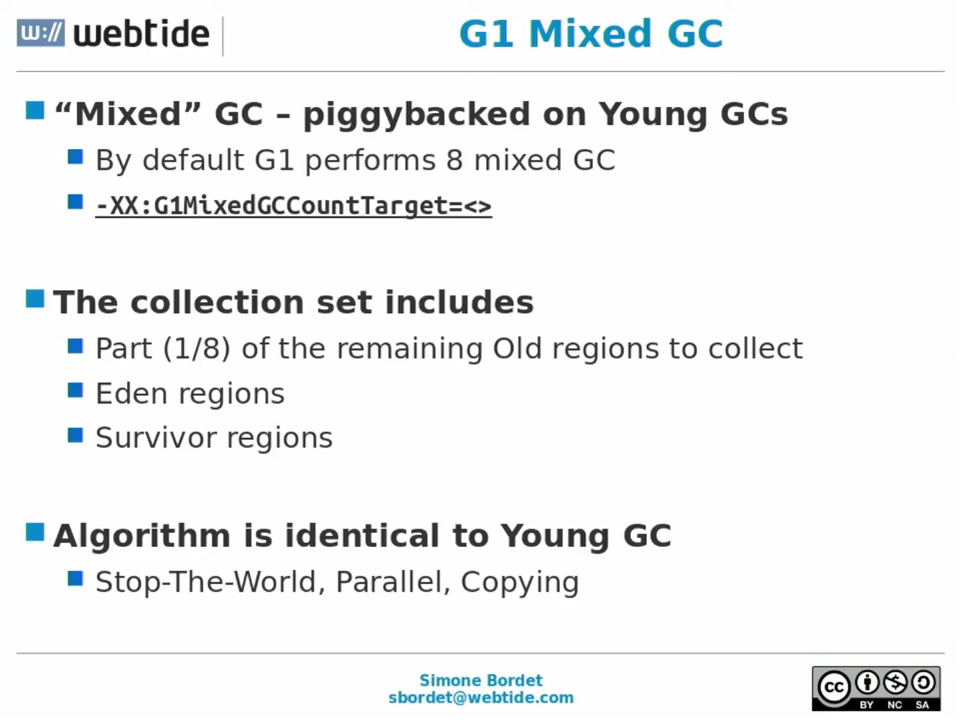 w:// webtide
G1 Mixed GC
“Mixed” GC – piggybacked on Young GCs
By default G1 performs 8 mixed GC
-XX:G1MixedGCCountTarget=<>
The collection set includes
Part (1/8) of the remaining Old regions to collect
Eden regions
Survivor regions
Algorithm is identical to Young GC
Stop-The-World, Parallel, Copying
Simone Bordet
sbordet@webtide.com
cc
BY NC SA